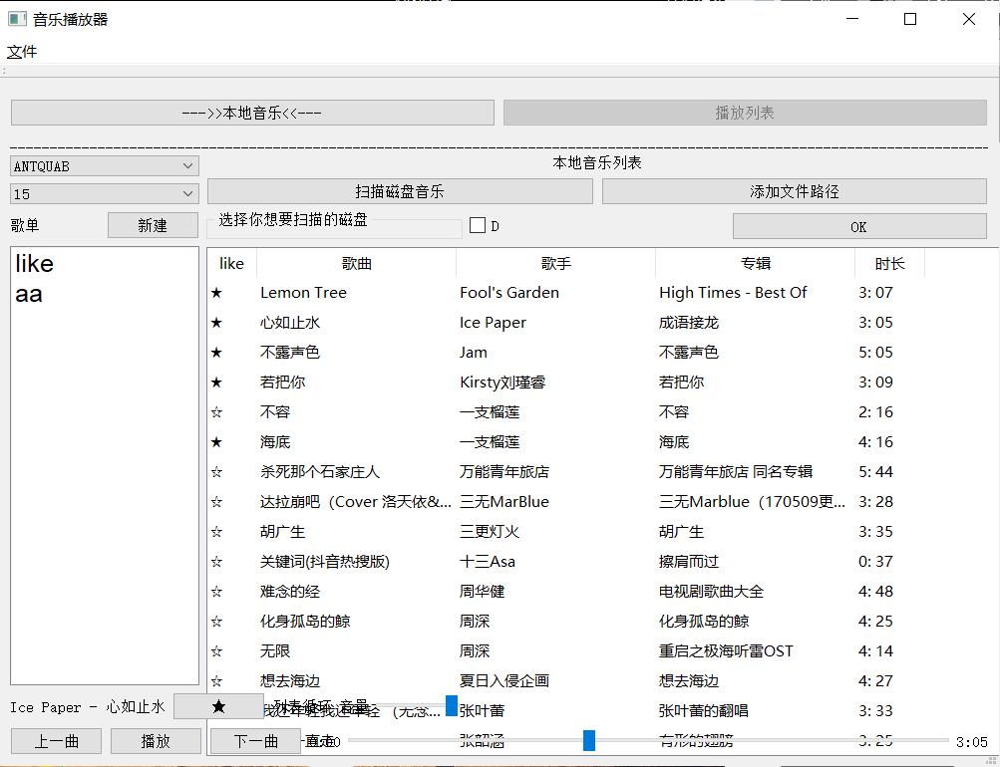 音乐播放器
文件
--->>本地音乐<<---
播放列表
ANTQUAB
本地音乐列表
15
扫描磁盘音乐
添加文件路径
歌单
新建
选择你想要扫描的磁盘
D
OK
like
aa
like 歌曲 歌手 专辑 时长
★ Lemon Tree Fool's Garden High Times - Best Of 3: 07
★ 心如止水 Ice Paper 成语接龙 3: 05
★ 不露声色 Jam 不露声色 5: 05
★ 若把你 Kirsty刘瑾睿 若把你 3: 09
☆ 不容 一支榴莲 不容 2: 16
★ 海底 一支榴莲 海底 4: 16
☆ 杀死那个石家庄人 万能青年旅店 万能青年旅店 同名专辑 5: 44
☆ 达拉崩吧（Cover 洛天依&... 三无MarBlue 三无Marblue（170509更... 3: 28
☆ 胡广生 三更灯火 胡广生 3: 35
☆ 关键词(抖音热搜版) 十三Asa 擦肩而过 0: 37
☆ 难念的经 周华健 电视剧歌曲大全 4: 48
☆ 化身孤岛的鲸 周深 化身孤岛的鲸 4: 25
☆ 无限 周深 重启之极海听雷OST 4: 14
☆ 想去海边 夏日入侵企画 想去海边 4: 27
我还年轻我还年轻（无念... 张叶蕾 张叶蕾的翻唱 3: 33
张韶涵 有形的翅膀 3: 25
Ice Paper - 心如止水
★
列表循环 音量
上一曲
播放
下一曲
0:00
3:05